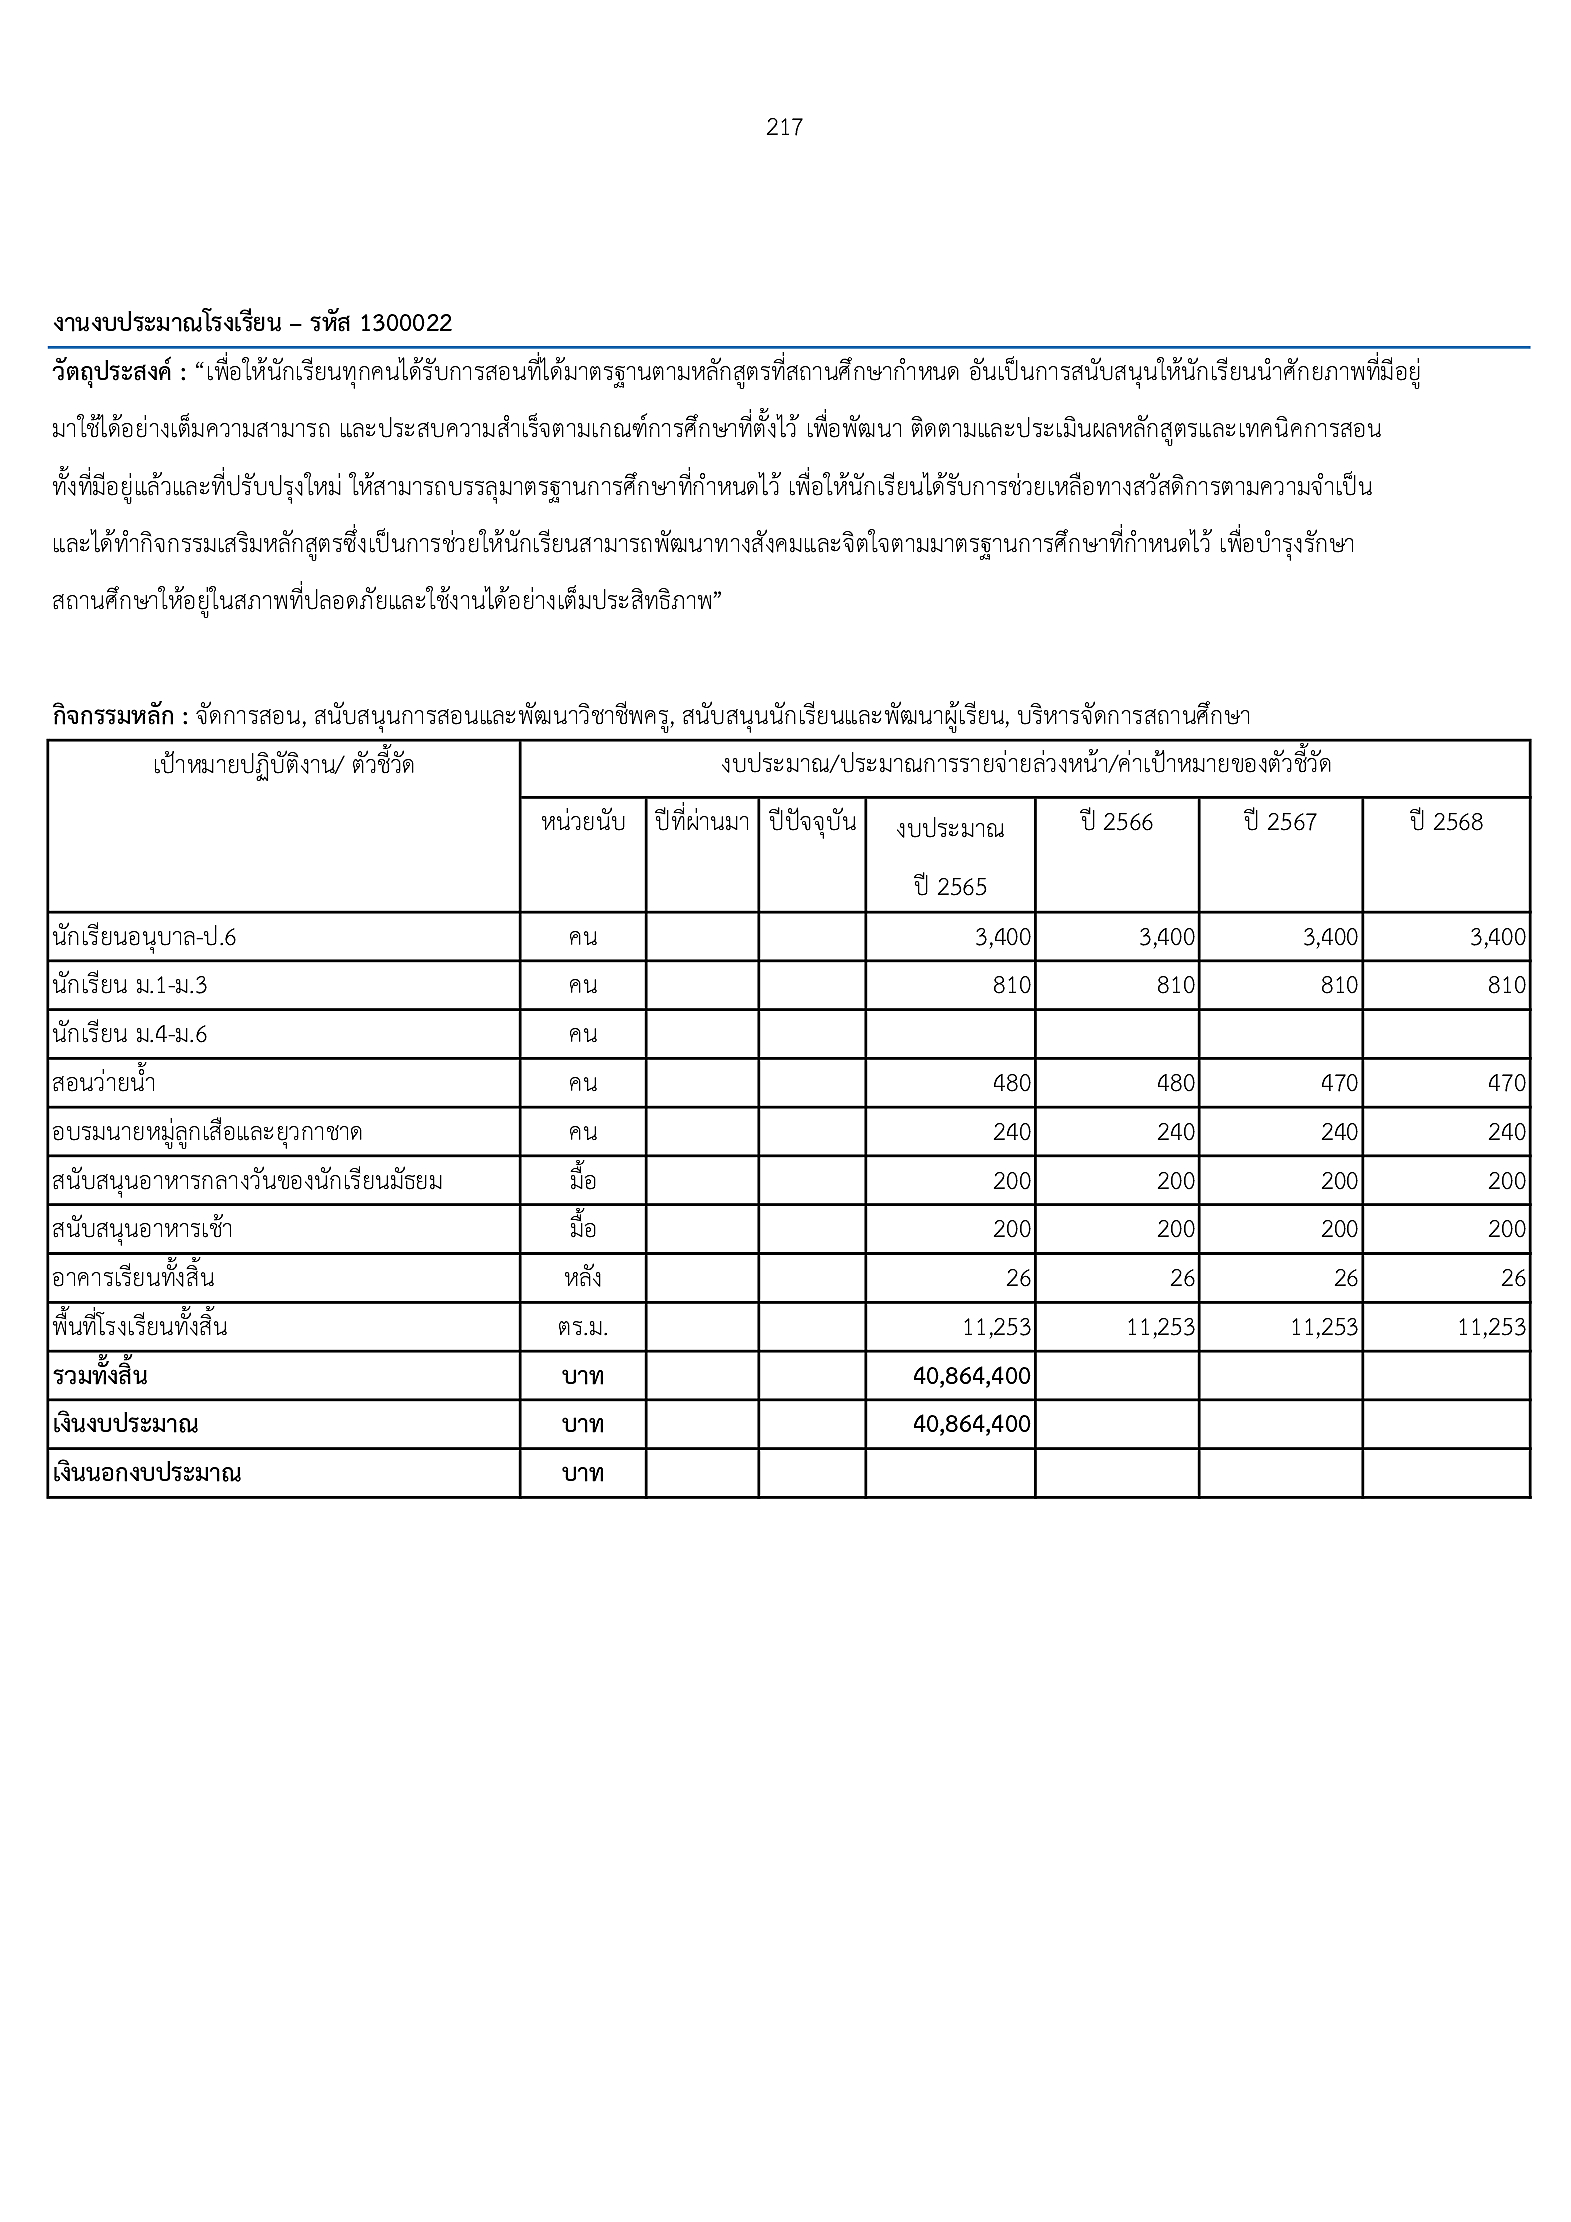 217
งานงบประมาณโรงเรียน – รหัส 1300022
วัตถุประสงค์ : “เพื่อให้นักเรียนทุกคนได้รับการสอนที่ได้มาตรฐานตามหลักสูตรที่สถานศึกษากำหนด อันเป็นการสนับสนุนให้นักเรียนนำศักยภาพที่มีอยู่
มาใช้ได้อย่างเต็มความสามารถ และประสบความสำเร็จตามเกณฑ์การศึกษาที่ตั้งไว้ เพื่อพัฒนา ติดตามและประเมินผลหลักสูตรและเทคนิคการสอน
ทั้งที่มีอยู่แล้วและที่ปรับปรุงใหม่ ให้สามารถบรรลุมาตรฐานการศึกษาที่กำหนดไว้ เพื่อให้นักเรียนได้รับการช่วยเหลือทางสวัสดิการตามความจำเป็น
และได้ทำกิจกรรมเสริมหลักสูตรซึ่งเป็นการช่วยให้นักเรียนสามารถพัฒนาทางสังคมและจิตใจตามมาตรฐานการศึกษาที่กำหนดไว้ เพื่อบำรุงรักษา
สถานศึกษาให้อยู่ในสภาพที่ปลอดภัยและใช้งานได้อย่างเต็มประสิทธิภาพ”
กิจกรรมหลัก : จัดการสอน, สนับสนุนการสอนและพัฒนาวิชาชีพครู, สนับสนุนนักเรียนและพัฒนาผู้เรียน, บริหารจัดการสถานศึกษา
เป้าหมายปฏิบัติงาน/ ตัวชี้วัด งบประมาณ/ประมาณการรายจ่ายล่วงหน้า/ค่าเป้าหมายของตัวชี้วัด
หน่วยนับ ปีที่ผ่านมา ปีปัจจุบัน งบประมาณ ปี 2566 ปี 2567 ปี 2568
ปี 2565
นักเรียนอนุบาล-ป.6 คน 3,400 3,400 3,400 3,400
นักเรียน ม.1-ม.3 คน 810 810 810 810
นักเรียน ม.4-ม.6 คน
สอนว่ายน้ำ คน 480 480 470 470
อบรมนายหมู่ลูกเสือและยุวกาชาด คน 240 240 240 240
สนับสนุนอาหารกลางวันของนักเรียนมัธยม มื้อ 200 200 200 200
สนับสนุนอาหารเช้า มื้อ 200 200 200 200
อาคารเรียนทั้งสิ้น หลัง 26 26 26 26
พื้นที่โรงเรียนทั้งสิ้น ตร.ม. 11,253 11,253 11,253 11,253
รวมทั้งสิ้น บาท 40,864,400
เงินงบประมาณ บาท 40,864,400
เงินนอกงบประมาณ บาท